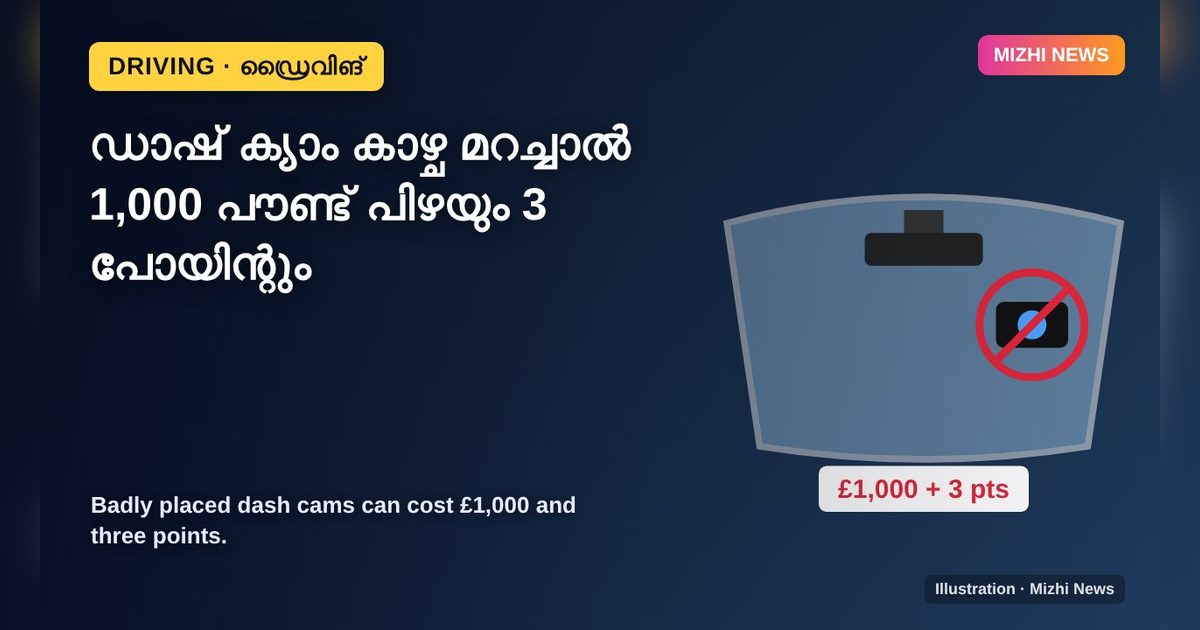 DRIVING · ഡ്രൈവിങ്
MIZHI NEWS
ഡാഷ് ക്യാം കാഴ്ച മറച്ചാൽ
1,000 പൗണ്ട് പിഴയും 3
പോയിന്റും
£1,000 + 3 pts
Badly placed dash cams can cost £1,000 and
three points.
Illustration · Mizhi News